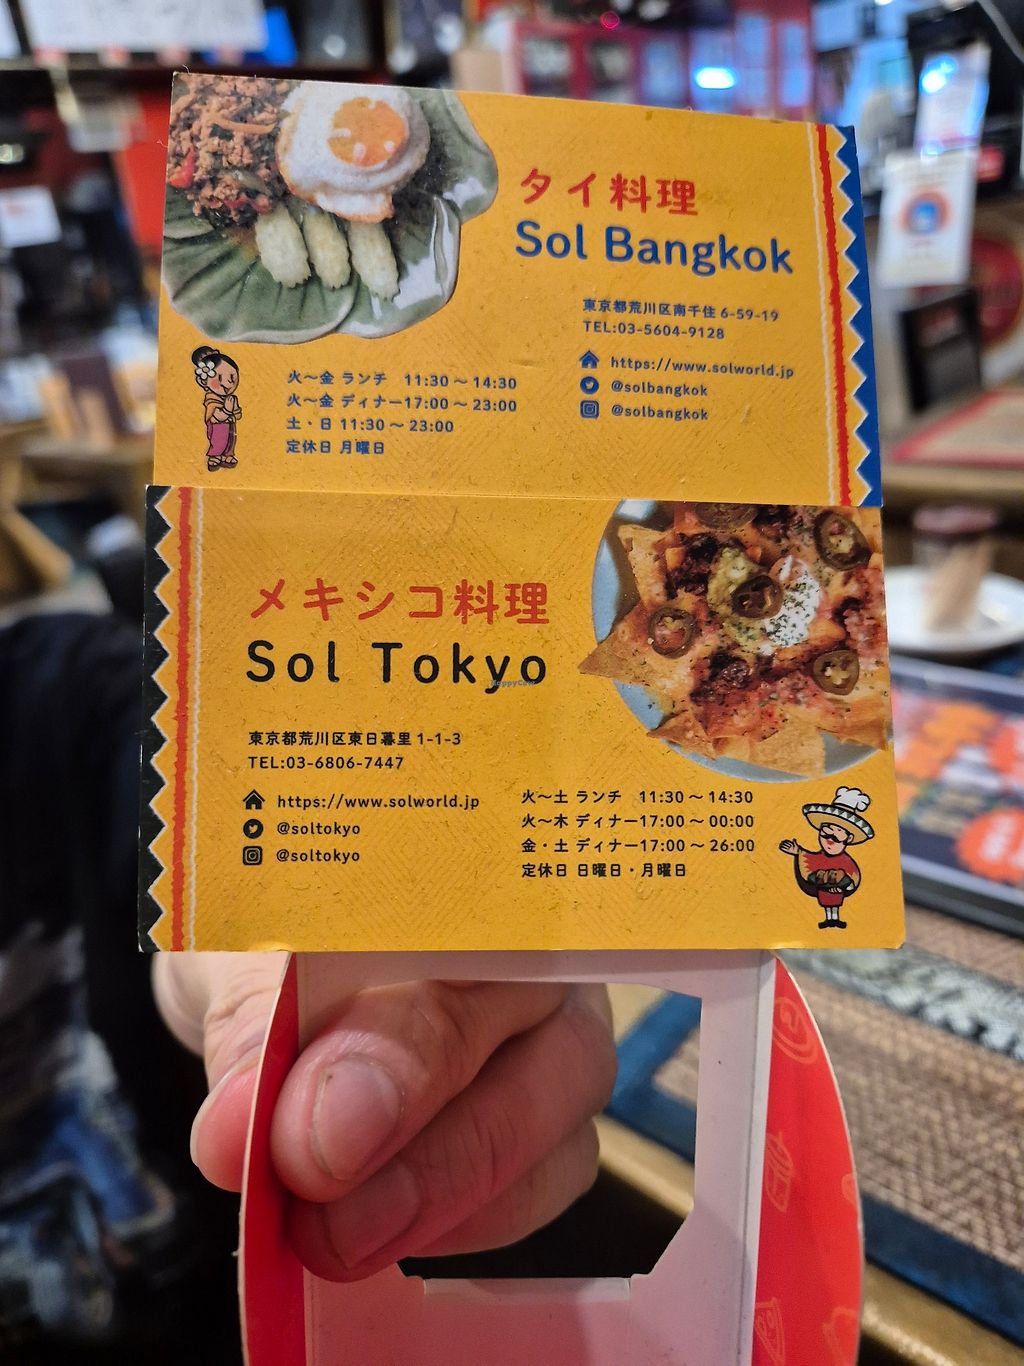 タイ料理
Sol Bangkok
東京都荒川区南千住 6-59-19
TEL:03-5604-9128
https://www.solworld.jp
@solbangkok
@solbangkok
火〜金 ランチ 11:30 〜 14:30
火〜金 ディナー17:00 〜 23:00
土・日 11:30 〜 23:00
定休日 月曜日
メキシコ料理
Sol Tokyo
HappyCow
東京都荒川区東日暮里 1-1-3
TEL:03-6806-7447
https://www.solworld.jp
@soltokyo
@soltokyo
火〜土 ランチ 11:30 〜 14:30
火〜木 ディナー17:00 〜 00:00
金・土 ディナー17:00 〜 26:00
定休日 日曜日・月曜日